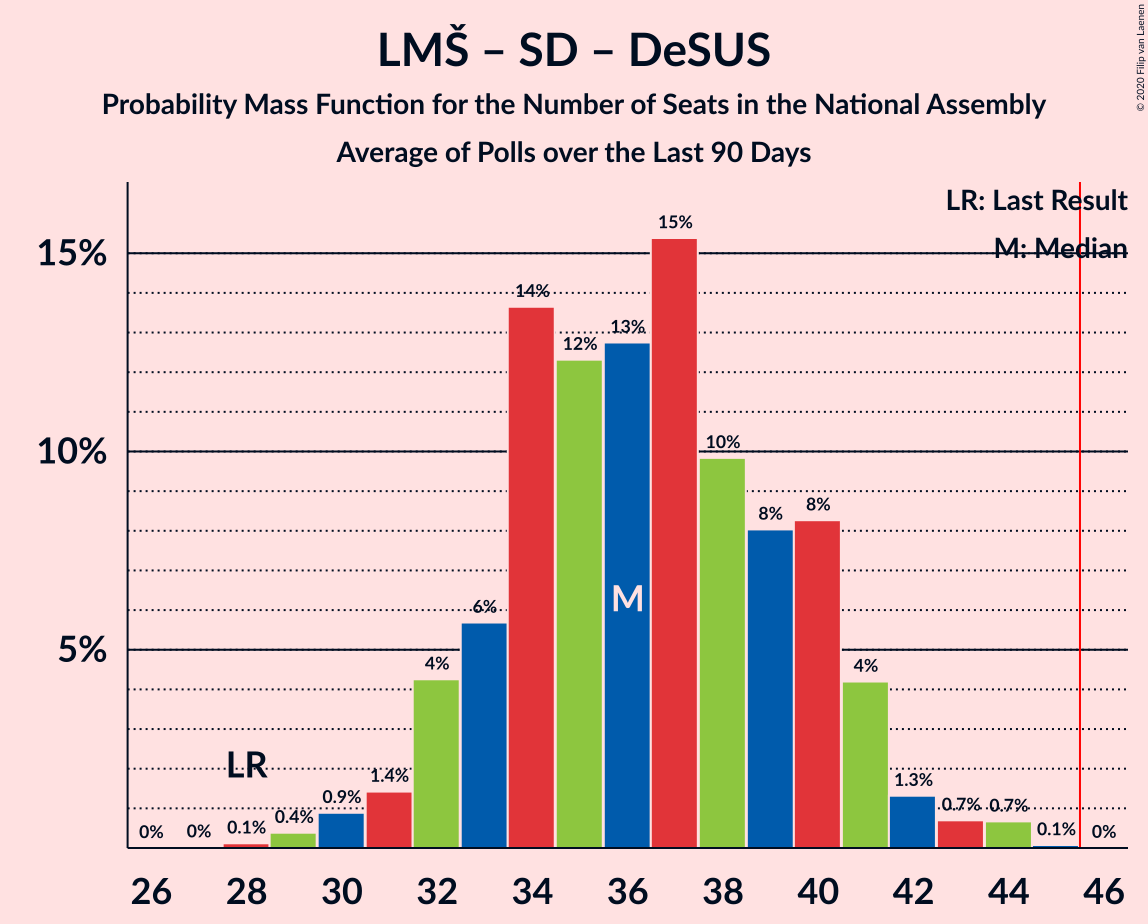 LMŠ – SD – DeSUS
Probability Mass Function for the Number of Seats in the National Assembly
Average of Polls over the Last 90 Days
© 2020 Filip van Laenen
LR: Last Result
M: Median
15%
10%
5%
0%
0%
0.1%
0.4%
0.9%
1.4%
4%
6%
14%
12%
13%
15%
10%
8%
8%
4%
1.3%
0.7%
0.7%
0.1%
0%
LR
M
26 28 30 32 34 36 38 40 42 44 46